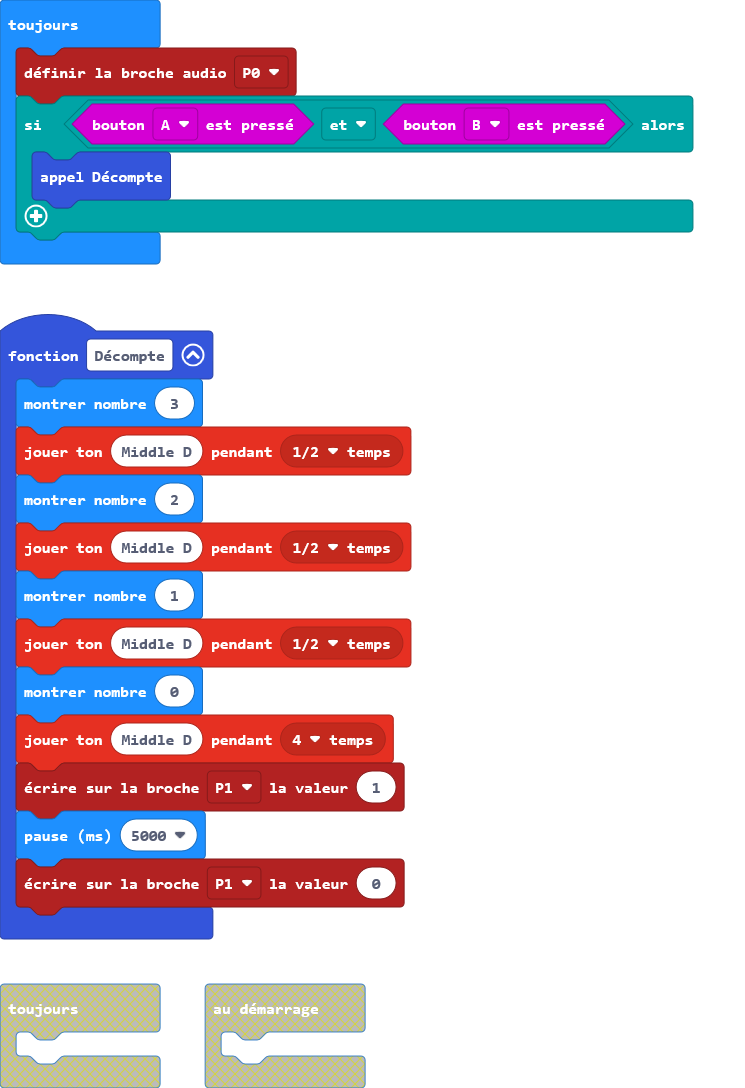 toujours
définir la broche audio P0
si bouton A est pressé et bouton B est pressé alors
appel Décompte
fonction Décompte
montrer nombre 3
jouer ton Middle D pendant 1/2 temps
montrer nombre 2
jouer ton Middle D pendant 1/2 temps
montrer nombre 1
jouer ton Middle D pendant 1/2 temps
montrer nombre 0
jouer ton Middle D pendant 4 temps
écrire sur la broche P1 la valeur 1
pause (ms) 5000
écrire sur la broche P1 la valeur 0
toujours au démarrage